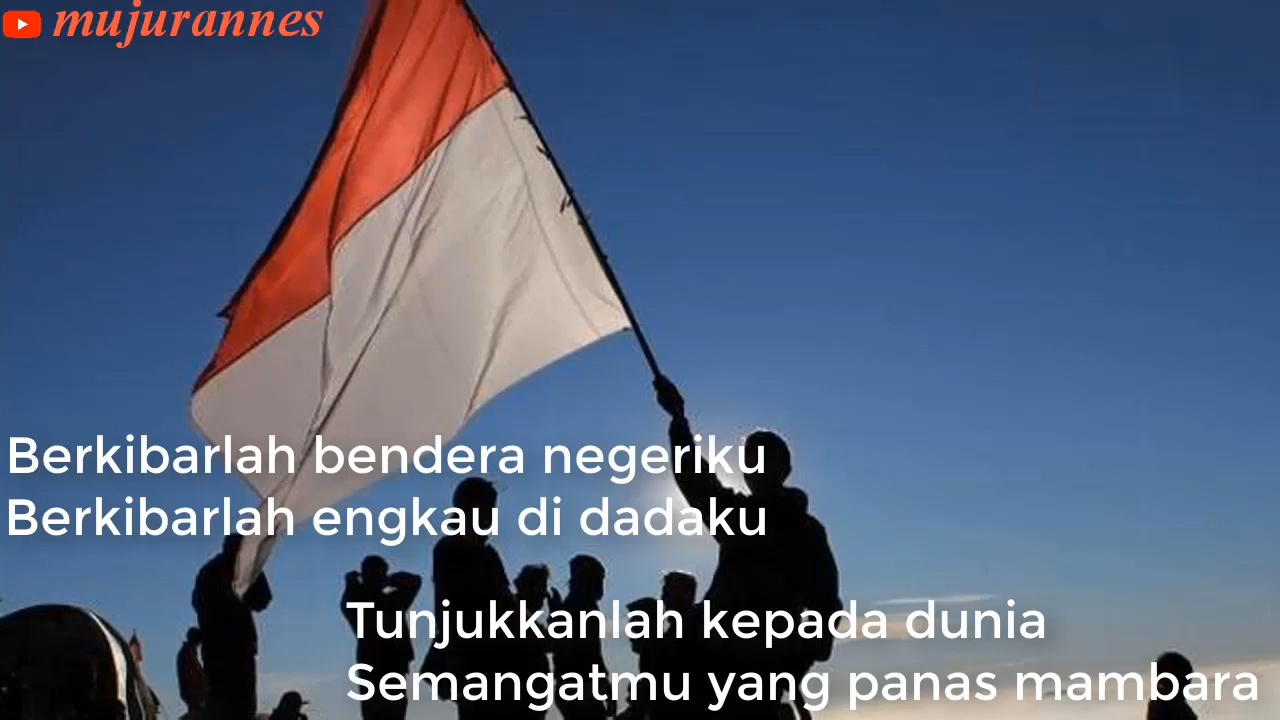 mujurannes
Berkibarlah bendera negeriku
Berkibarlah engkau di dadaku
Tunjukkanlah kepada dunia
Semangatmu yang panas mambara